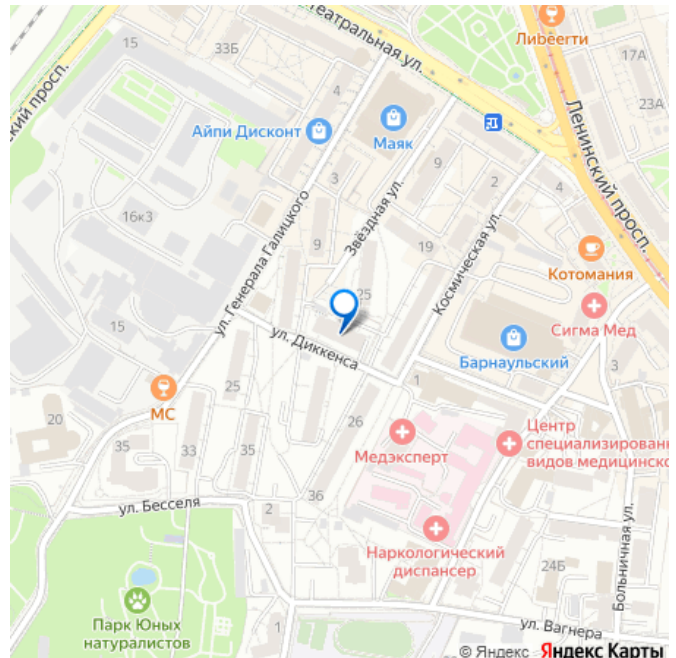 Театральная ул.
Либеerти
15
33Б
17А
23А
ский просп.
4
Айпи Дисконт
Маяк
Ленинский просп.
9
2
4
16к3
ул. Генерала Галицкого
Звёздная ул.
Космическая ул.
9
19
Котомания
25
Сигма Мед
15
ул. Диккенса
Барнаульский
3
25
1
МС
20
26
Медэксперт
Центр
специализирован
видов медицинско
35
33
35
36
ул. Бесселя
2
Наркологический
диспансер
24Б
Больничная ул.
Парк Юных
натуралистов
1
ул. Вагнера
© Яндекс Яндекс Карты